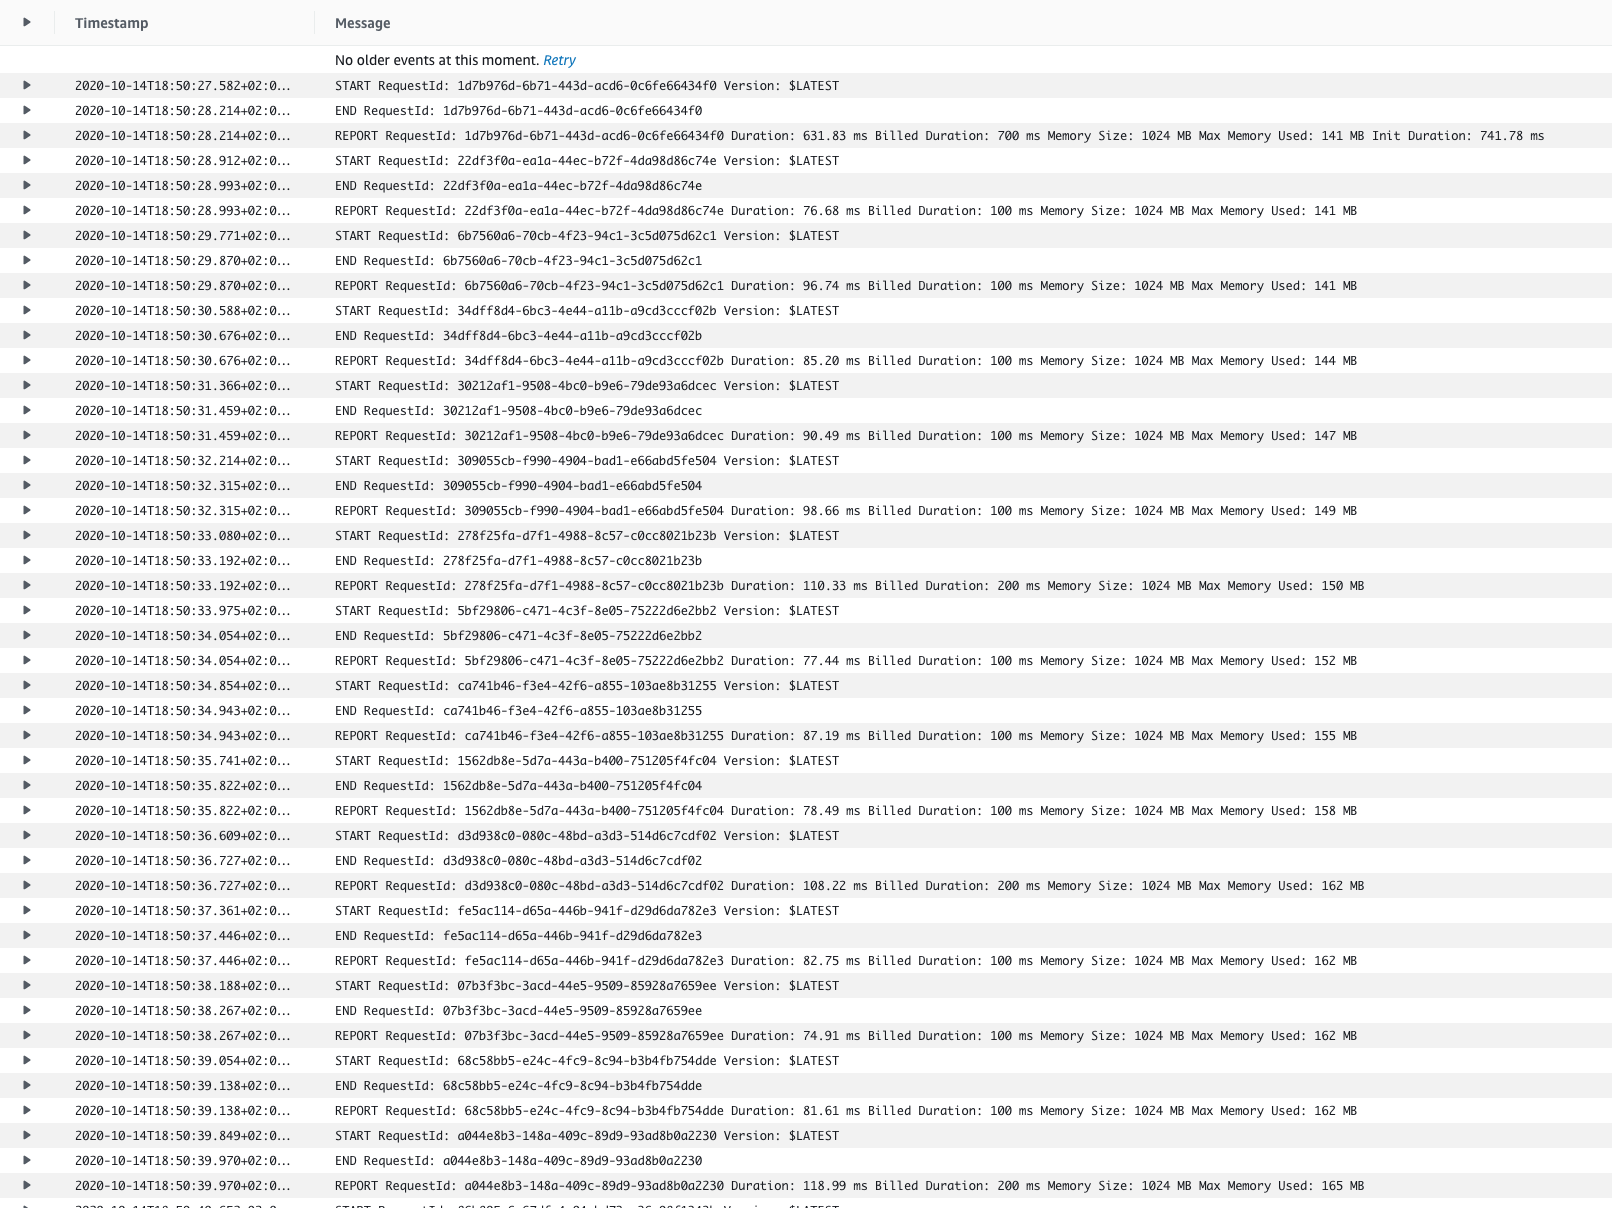 Timestamp Message
No older events at this moment. Retry
2020-10-14T18:50:27.582+02:0... START RequestId: 1d7b976d-6b71-443d-acd6-0c6fe66434f0 Version: $LATEST
2020-10-14T18:50:28.214+02:0... END RequestId: 1d7b976d-6b71-443d-acd6-0c6fe66434f0
2020-10-14T18:50:28.214+02:0... REPORT RequestId: 1d7b976d-6b71-443d-acd6-0c6fe66434f0 Duration: 631.83 ms Billed Duration: 700 ms Memory Size: 1024 MB Max Memory Used: 141 MB Init Duration: 741.78 ms
2020-10-14T18:50:28.912+02:0... START RequestId: 22df3f0a-ea1a-44ec-b72f-4da98d86c74e Version: $LATEST
2020-10-14T18:50:28.993+02:0... END RequestId: 22df3f0a-ea1a-44ec-b72f-4da98d86c74e
2020-10-14T18:50:28.993+02:0... REPORT RequestId: 22df3f0a-ea1a-44ec-b72f-4da98d86c74e Duration: 76.68 ms Billed Duration: 100 ms Memory Size: 1024 MB Max Memory Used: 141 MB
2020-10-14T18:50:29.771+02:0... START RequestId: 6b7560a6-70cb-4f23-94c1-3c5d075d62c1 Version: $LATEST
2020-10-14T18:50:29.870+02:0... END RequestId: 6b7560a6-70cb-4f23-94c1-3c5d075d62c1
2020-10-14T18:50:29.870+02:0... REPORT RequestId: 6b7560a6-70cb-4f23-94c1-3c5d075d62c1 Duration: 96.74 ms Billed Duration: 100 ms Memory Size: 1024 MB Max Memory Used: 141 MB
2020-10-14T18:50:30.588+02:0... START RequestId: 34dff8d4-6bc3-4e44-a11b-a9cd3cccf02b Version: $LATEST
2020-10-14T18:50:30.676+02:0... END RequestId: 34dff8d4-6bc3-4e44-a11b-a9cd3cccf02b
2020-10-14T18:50:30.676+02:0... REPORT RequestId: 34dff8d4-6bc3-4e44-a11b-a9cd3cccf02b Duration: 85.20 ms Billed Duration: 100 ms Memory Size: 1024 MB Max Memory Used: 144 MB
2020-10-14T18:50:31.366+02:0... START RequestId: 30212af1-9508-4bc0-b9e6-79de93a6dcec Version: $LATEST
2020-10-14T18:50:31.459+02:0... END RequestId: 30212af1-9508-4bc0-b9e6-79de93a6dcec
2020-10-14T18:50:31.459+02:0... REPORT RequestId: 30212af1-9508-4bc0-b9e6-79de93a6dcec Duration: 90.49 ms Billed Duration: 100 ms Memory Size: 1024 MB Max Memory Used: 147 MB
2020-10-14T18:50:32.214+02:0... START RequestId: 309055cb-f990-4904-bad1-e66abd5fe504 Version: $LATEST
2020-10-14T18:50:32.315+02:0... END RequestId: 309055cb-f990-4904-bad1-e66abd5fe504
2020-10-14T18:50:32.315+02:0... REPORT RequestId: 309055cb-f990-4904-bad1-e66abd5fe504 Duration: 98.66 ms Billed Duration: 100 ms Memory Size: 1024 MB Max Memory Used: 149 MB
2020-10-14T18:50:33.080+02:0... START RequestId: 278f25fa-d7f1-4988-8c57-c0cc8021b23b Version: $LATEST
2020-10-14T18:50:33.192+02:0... END RequestId: 278f25fa-d7f1-4988-8c57-c0cc8021b23b
2020-10-14T18:50:33.192+02:0... REPORT RequestId: 278f25fa-d7f1-4988-8c57-c0cc8021b23b Duration: 110.33 ms Billed Duration: 200 ms Memory Size: 1024 MB Max Memory Used: 150 MB
2020-10-14T18:50:33.975+02:0... START RequestId: 5bf29806-c471-4c3f-8e05-75222d6e2bb2 Version: $LATEST
2020-10-14T18:50:34.054+02:0... END RequestId: 5bf29806-c471-4c3f-8e05-75222d6e2bb2
2020-10-14T18:50:34.054+02:0... REPORT RequestId: 5bf29806-c471-4c3f-8e05-75222d6e2bb2 Duration: 77.44 ms Billed Duration: 100 ms Memory Size: 1024 MB Max Memory Used: 152 MB
2020-10-14T18:50:34.854+02:0... START RequestId: ca741b46-f3e4-42f6-a855-103ae8b31255 Version: $LATEST
2020-10-14T18:50:34.943+02:0... END RequestId: ca741b46-f3e4-42f6-a855-103ae8b31255
2020-10-14T18:50:34.943+02:0... REPORT RequestId: ca741b46-f3e4-42f6-a855-103ae8b31255 Duration: 87.19 ms Billed Duration: 100 ms Memory Size: 1024 MB Max Memory Used: 155 MB
2020-10-14T18:50:35.741+02:0... START RequestId: 1562db8e-5d7a-443a-b400-751205f4fc04 Version: $LATEST
2020-10-14T18:50:35.822+02:0... END RequestId: 1562db8e-5d7a-443a-b400-751205f4fc04
2020-10-14T18:50:35.822+02:0... REPORT RequestId: 1562db8e-5d7a-443a-b400-751205f4fc04 Duration: 78.49 ms Billed Duration: 100 ms Memory Size: 1024 MB Max Memory Used: 158 MB
2020-10-14T18:50:36.609+02:0... START RequestId: d3d938c0-080c-48bd-a3d3-514d6c7cdf02 Version: $LATEST
2020-10-14T18:50:36.727+02:0... END RequestId: d3d938c0-080c-48bd-a3d3-514d6c7cdf02
2020-10-14T18:50:36.727+02:0... REPORT RequestId: d3d938c0-080c-48bd-a3d3-514d6c7cdf02 Duration: 108.22 ms Billed Duration: 200 ms Memory Size: 1024 MB Max Memory Used: 162 MB
2020-10-14T18:50:37.361+02:0... START RequestId: fe5ac114-d65a-446b-941f-d29d6da782e3 Version: $LATEST
2020-10-14T18:50:37.446+02:0... END RequestId: fe5ac114-d65a-446b-941f-d29d6da782e3
2020-10-14T18:50:37.446+02:0... REPORT RequestId: fe5ac114-d65a-446b-941f-d29d6da782e3 Duration: 82.75 ms Billed Duration: 100 ms Memory Size: 1024 MB Max Memory Used: 162 MB
2020-10-14T18:50:38.188+02:0... START RequestId: 07b3f3bc-3acd-44e5-9509-85928a7659ee Version: $LATEST
2020-10-14T18:50:38.267+02:0... END RequestId: 07b3f3bc-3acd-44e5-9509-85928a7659ee
2020-10-14T18:50:38.267+02:0... REPORT RequestId: 07b3f3bc-3acd-44e5-9509-85928a7659ee Duration: 74.91 ms Billed Duration: 100 ms Memory Size: 1024 MB Max Memory Used: 162 MB
2020-10-14T18:50:39.054+02:0... START RequestId: 68c58bb5-e24c-4fc9-8c94-b3b4fb754dde Version: $LATEST
2020-10-14T18:50:39.138+02:0... END RequestId: 68c58bb5-e24c-4fc9-8c94-b3b4fb754dde
2020-10-14T18:50:39.138+02:0... REPORT RequestId: 68c58bb5-e24c-4fc9-8c94-b3b4fb754dde Duration: 81.61 ms Billed Duration: 100 ms Memory Size: 1024 MB Max Memory Used: 162 MB
2020-10-14T18:50:39.849+02:0... START RequestId: a044e8b3-148a-409c-89d9-93ad8b0a2230 Version: $LATEST
2020-10-14T18:50:39.970+02:0... END RequestId: a044e8b3-148a-409c-89d9-93ad8b0a2230
2020-10-14T18:50:39.970+02:0... REPORT RequestId: a044e8b3-148a-409c-89d9-93ad8b0a2230 Duration: 118.99 ms Billed Duration: 200 ms Memory Size: 1024 MB Max Memory Used: 165 MB